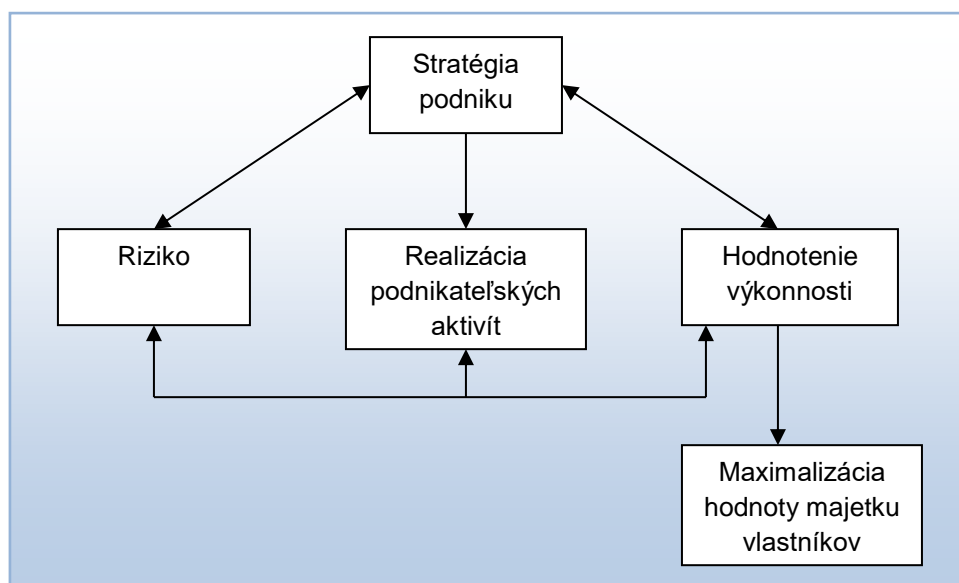 Stratégia
podniku
Riziko
Realizácia
podnikateľských
aktivít
Hodnotenie
výkonnosti
Maximalizácia
hodnoty majetku
vlastníkov